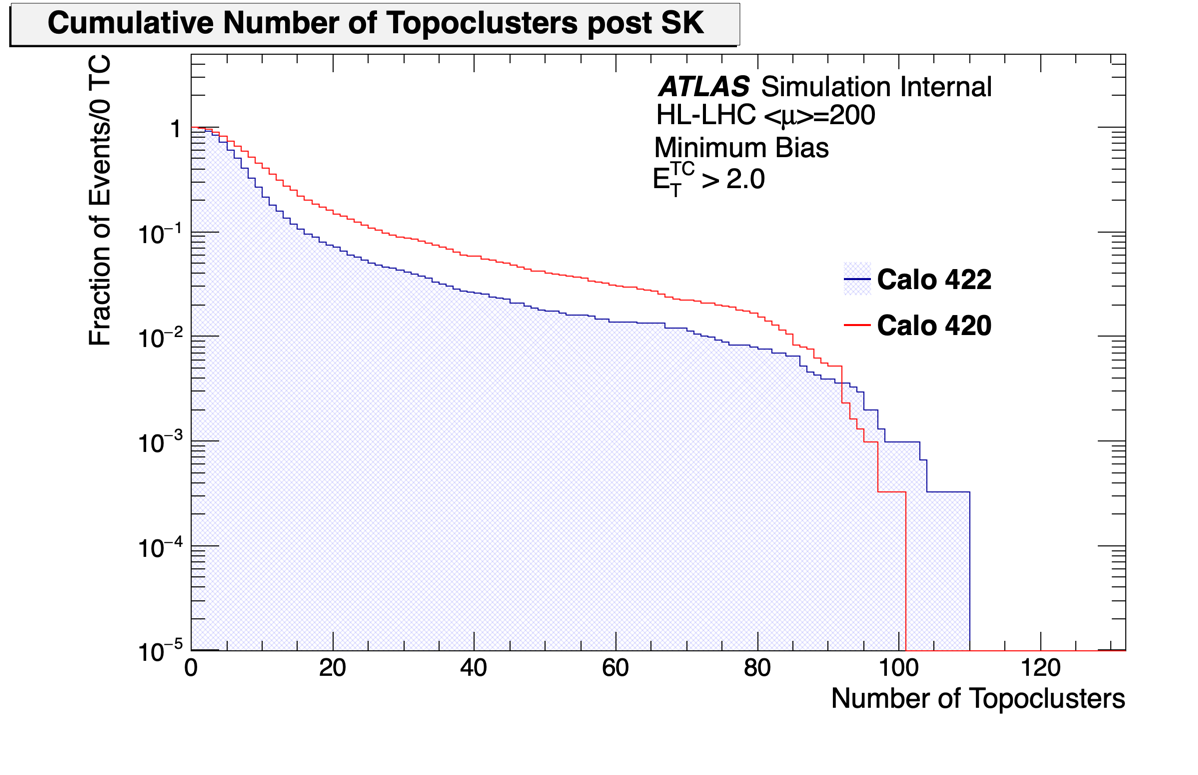 Cumulative Number of Topoclusters post SK
Fraction of Events/0 TC
ATLAS Simulation Internal
HL-LHC <μ>=200
Minimum Bias
E_T^TC > 2.0
Calo 422
Calo 420
1
10⁻¹
10⁻²
10⁻³
10⁻⁴
10⁻⁵
0 20 40 60 80 100 120
Number of Topoclusters